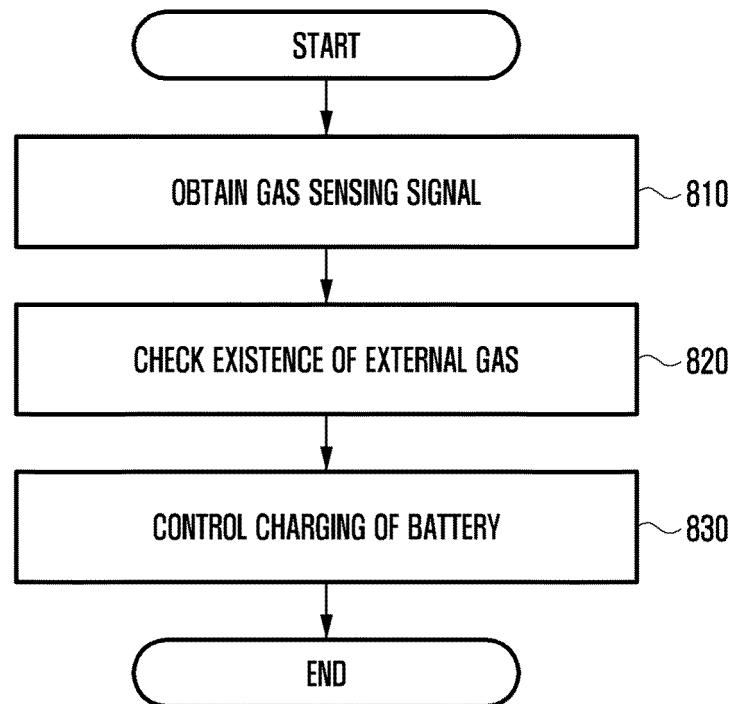 START
OBTAIN GAS SENSING SIGNAL
810
CHECK EXISTENCE OF EXTERNAL GAS
820
CONTROL CHARGING OF BATTERY
830
END